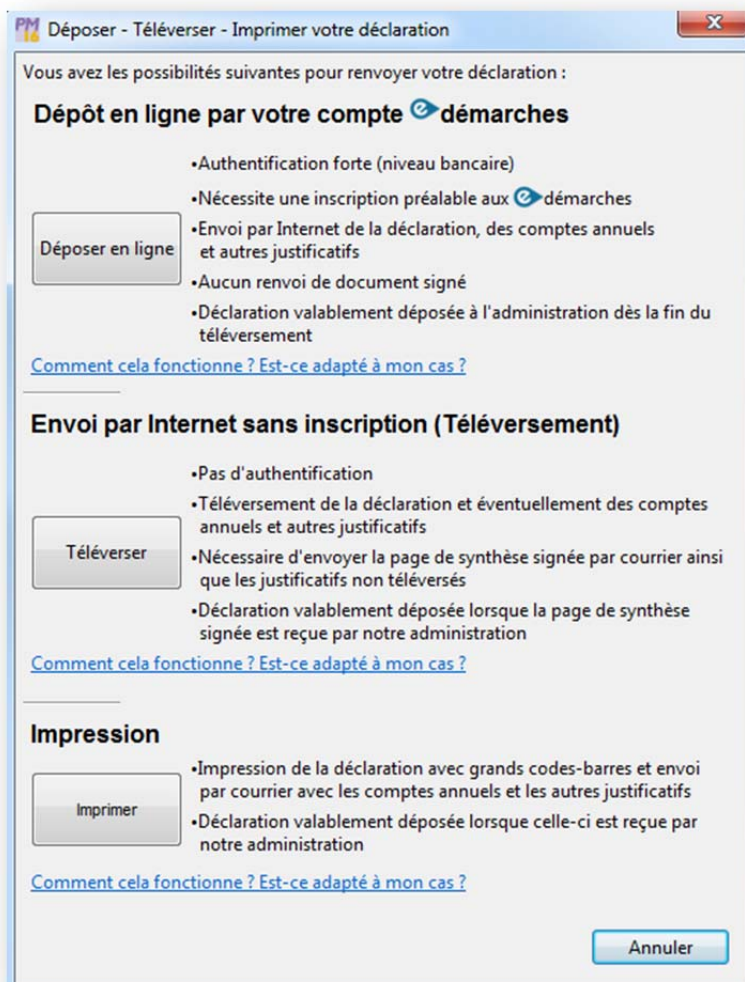 PM 16 Déposer - Téléverser - Imprimer votre déclaration
Vous avez les possibilités suivantes pour renvoyer votre déclaration :
Dépôt en ligne par votre compte e démarches
•Authentification forte (niveau bancaire)
•Nécessite une inscription préalable aux e démarches
Déposer en ligne
•Envoi par Internet de la déclaration, des comptes annuels
et autres justificatifs
•Aucun renvoi de document signé
•Déclaration valablement déposée à l'administration dès la fin du
téléversement
Comment cela fonctionne ? Est-ce adapté à mon cas ?
Envoi par Internet sans inscription (Téléversement)
•Pas d'authentification
•Téléversement de la déclaration et éventuellement des comptes
annuels et autres justificatifs
Téléverser
•Nécessaire d'envoyer la page de synthèse signée par courrier ainsi
que les justificatifs non téléversés
•Déclaration valablement déposée lorsque la page de synthèse
signée est reçue par notre administration
Comment cela fonctionne ? Est-ce adapté à mon cas ?
Impression
•Impression de la déclaration avec grands codes-barres et envoi
par courrier avec les comptes annuels et les autres justificatifs
Imprimer
•Déclaration valablement déposée lorsque celle-ci est reçue par
notre administration
Comment cela fonctionne ? Est-ce adapté à mon cas ?
Annuler